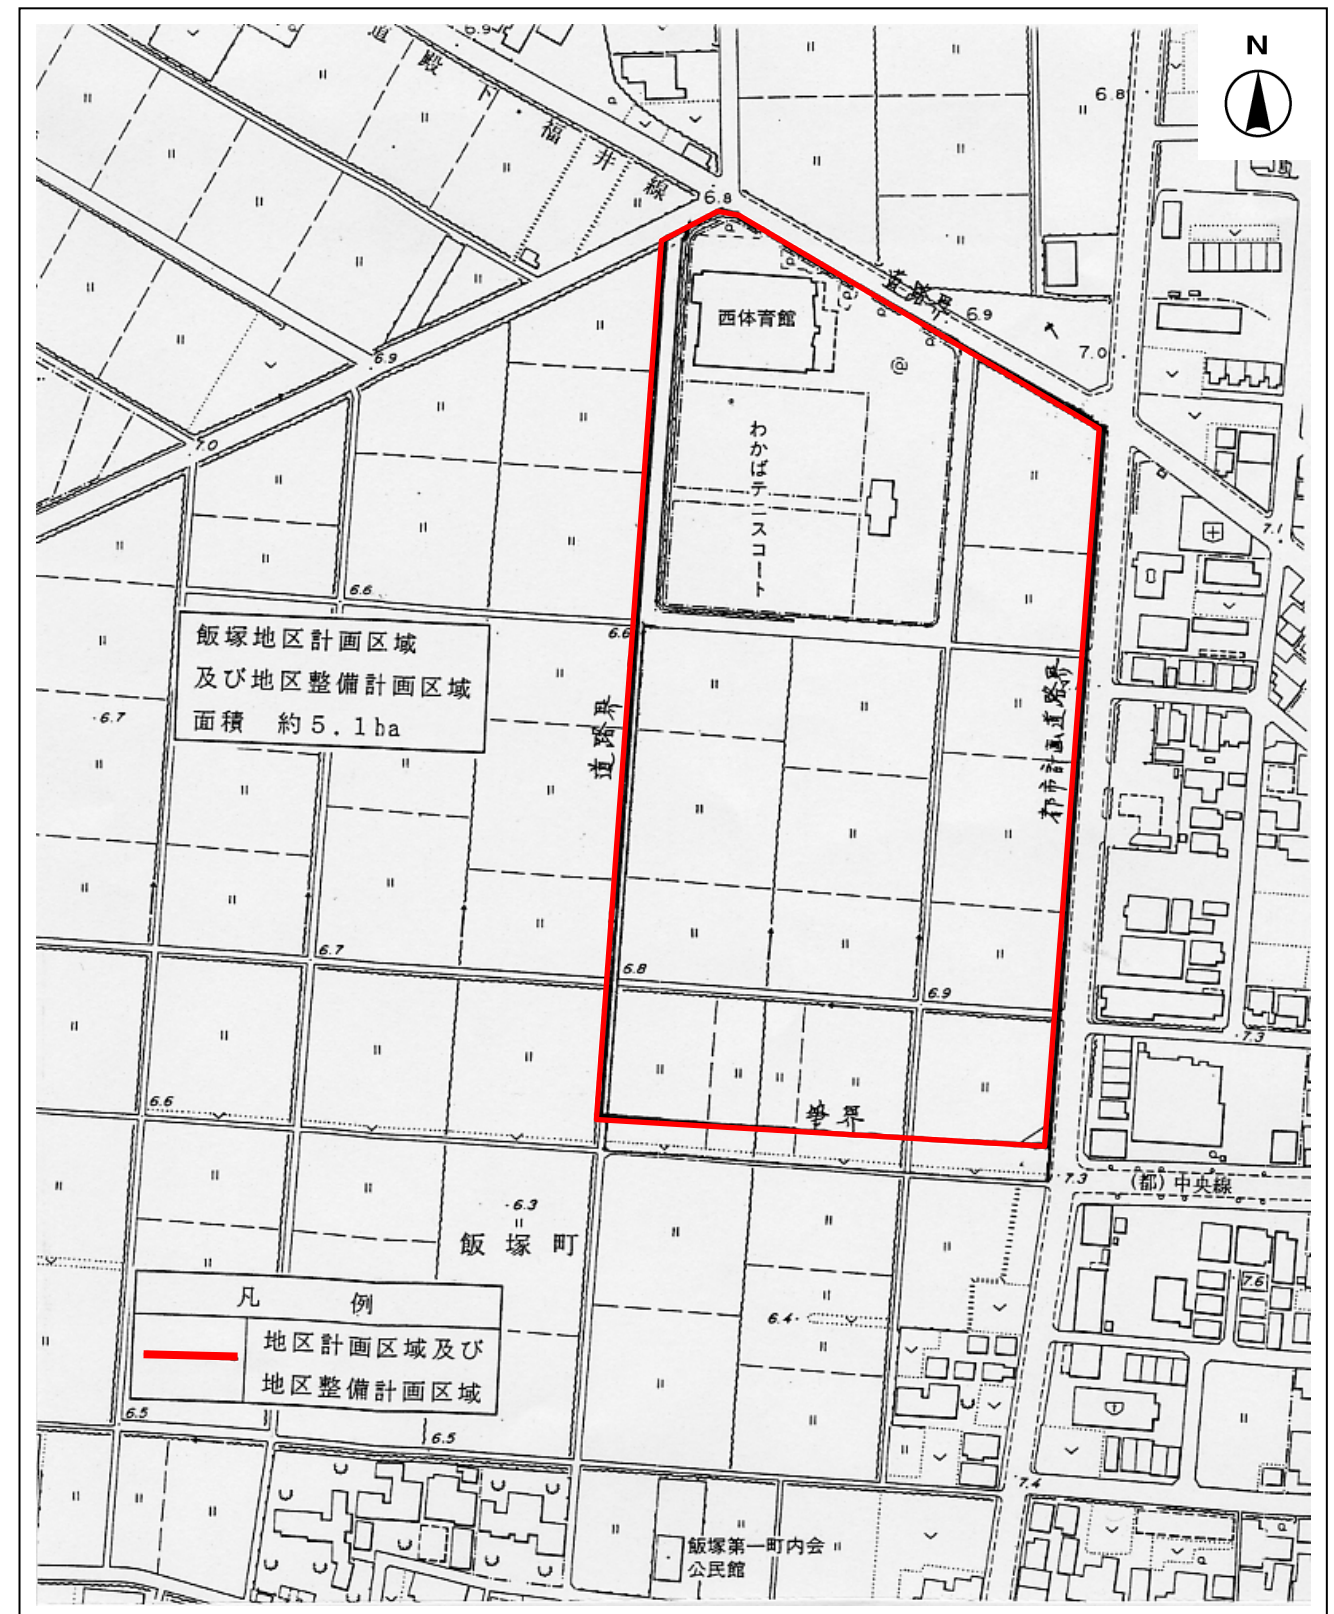 N
6.9
道
殿
下
福
井
線
6.8
6.8
道路界
6.9
西体育館
7.0
6.9
わかばテニスコート
7.0
7.1
6.6
6.6
飯塚地区計画区域
及び地区整備計画区域
面積 約5.1ha
6.7
道路界
都市計画道路界
6.7
6.8
6.9
7.3
6.6
筆界
7.3
(都)中央線
6.3
飯塚町
7.6
凡例
6.4
地区計画区域及び
地区整備計画区域
6.5
6.5
7.4
飯塚第一町内会
公民館